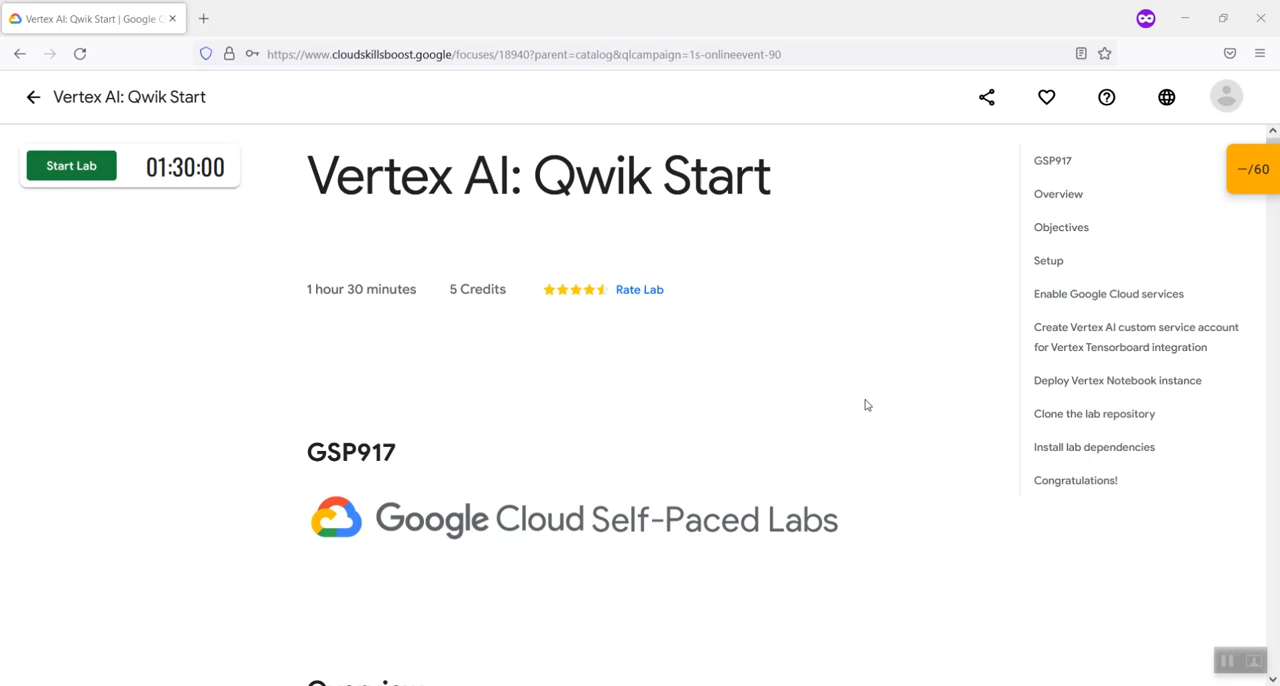 Vertex AI: Qwik Start | Google C
https://www.cloudskillsboost.google/focuses/18940?parent=catalog&qlcampaign=1s-onlineevent-90
Vertex AI: Qwik Start
Start Lab
01:30:00
Vertex AI: Qwik Start
1 hour 30 minutes
5 Credits
Rate Lab
GSP917
Google Cloud Self-Paced Labs
Overview
GSP917
Overview
Objectives
Setup
Enable Google Cloud services
Create Vertex AI custom service account
for Vertex Tensorboard integration
Deploy Vertex Notebook instance
Clone the lab repository
Install lab dependencies
Congratulations!
–/60